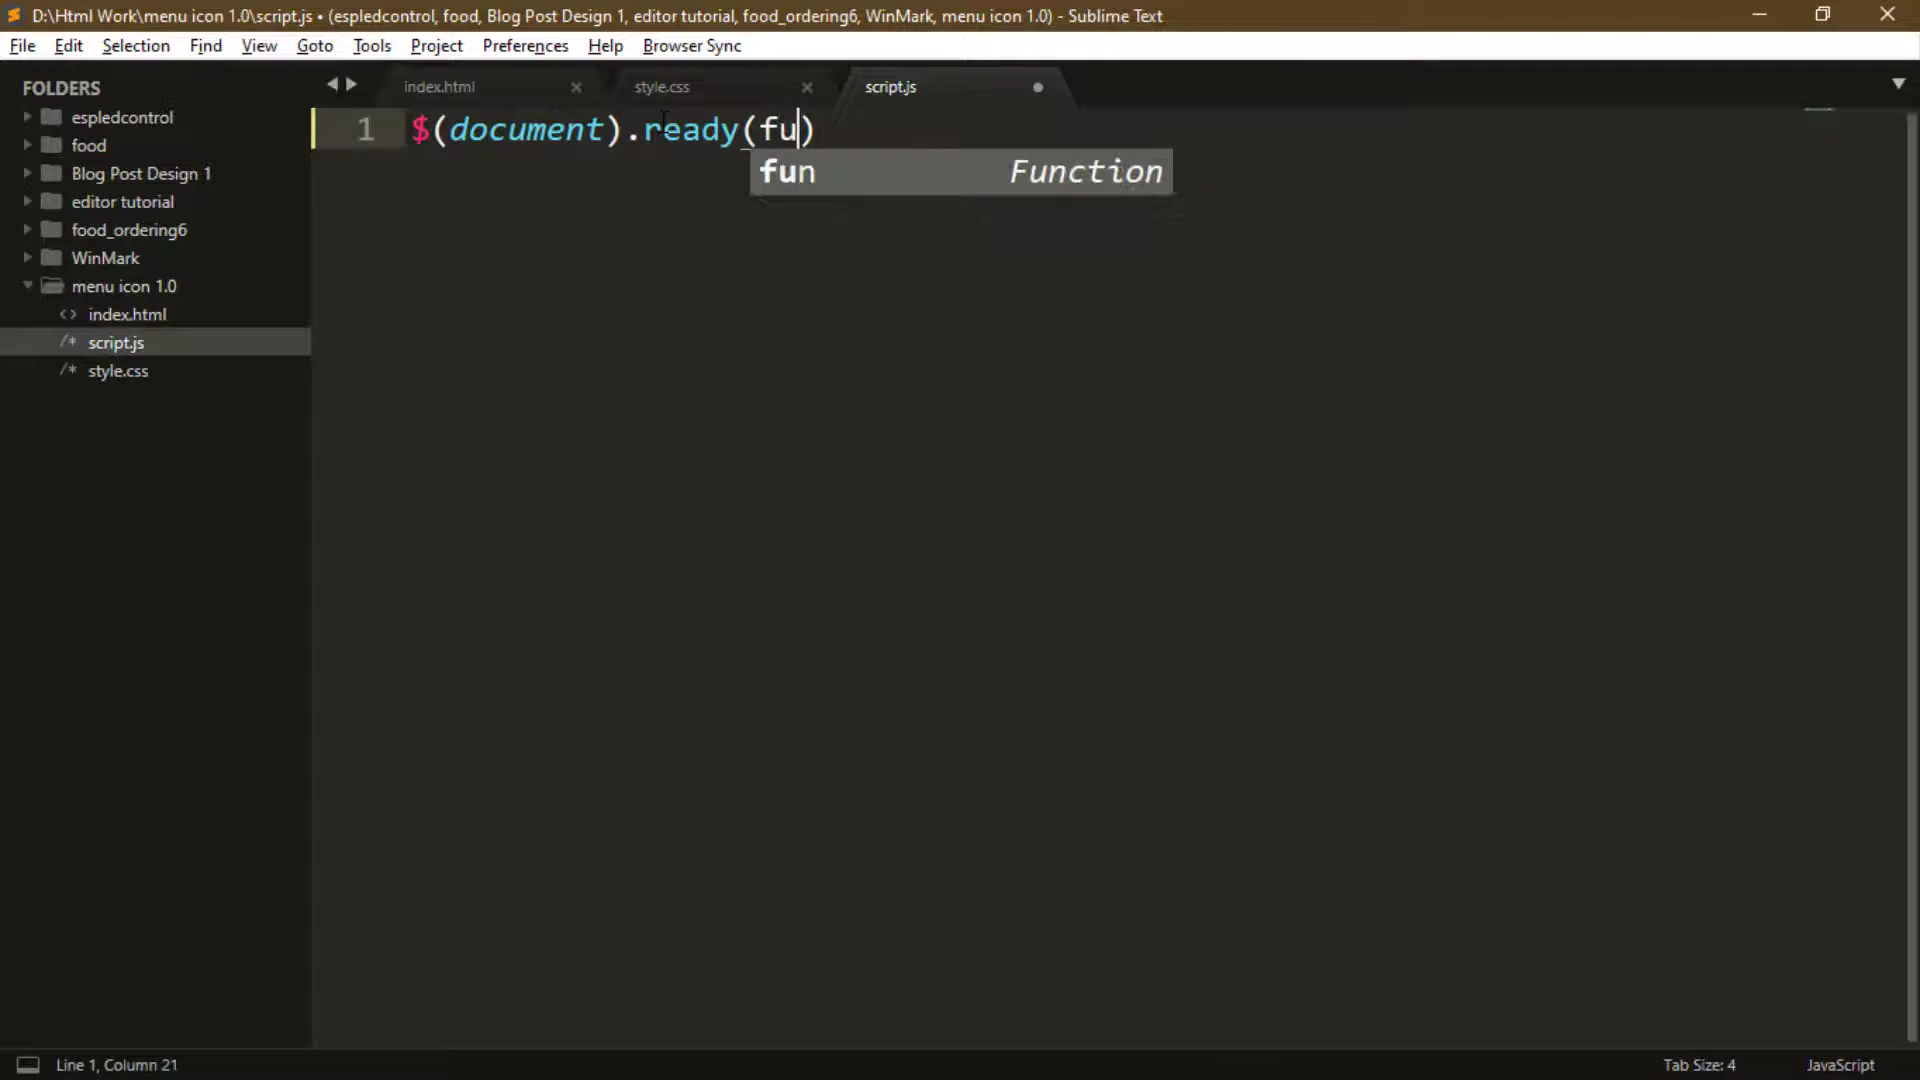 D:\Html Work\menu icon 1.0\script.js • (espledcontrol, food, Blog Post Design 1, editor tutorial, food_ordering6, WinMark, menu icon 1.0) - Sublime Text
File Edit Selection Find View Goto Tools Project Preferences Help Browser Sync
FOLDERS
espledcontrol
food
Blog Post Design 1
editor tutorial
food_ordering6
WinMark
menu icon 1.0
<> index.html
/* script.js
/* style.css
index.html style.css script.js
1 $(document).ready(fu)
fun Function
Line 1, Column 21
Tab Size: 4 JavaScript